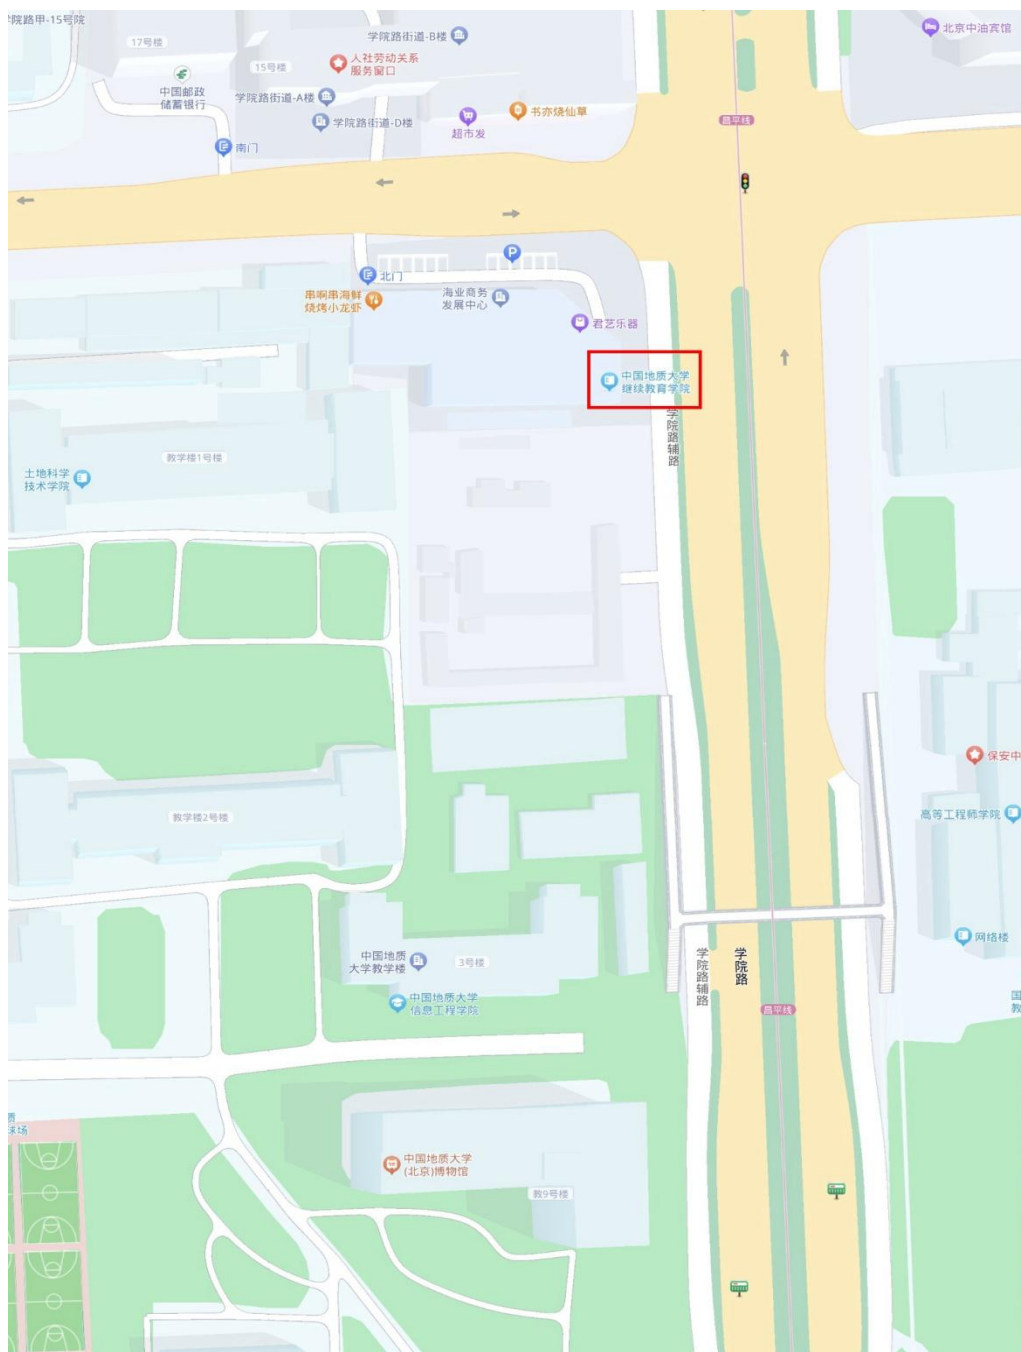 学院路甲-15号院
学院路街道-B楼
北京中油宾馆
17号楼
人社劳动关系
服务窗口
15号楼
中国邮政
储蓄银行
学院路街道-A楼
学院路街道-D楼
书亦烧仙草
超市发
昌平线
南门
P
北门
串啊串海鲜
烧烤小龙虾
海业商务
发展中心
君艺乐器
中国地质大学
继续教育学院
学院路辅路
教学楼1号楼
土地科学
技术学院
保安中
教学楼2号楼
高等工程师学院
网络楼
中国地质
大学教学楼
3号楼
学院路辅路
学院路
中国地质大学
信息工程学院
昌平线
国
教
质
球场
中国地质大学
(北京)博物馆
教9号楼